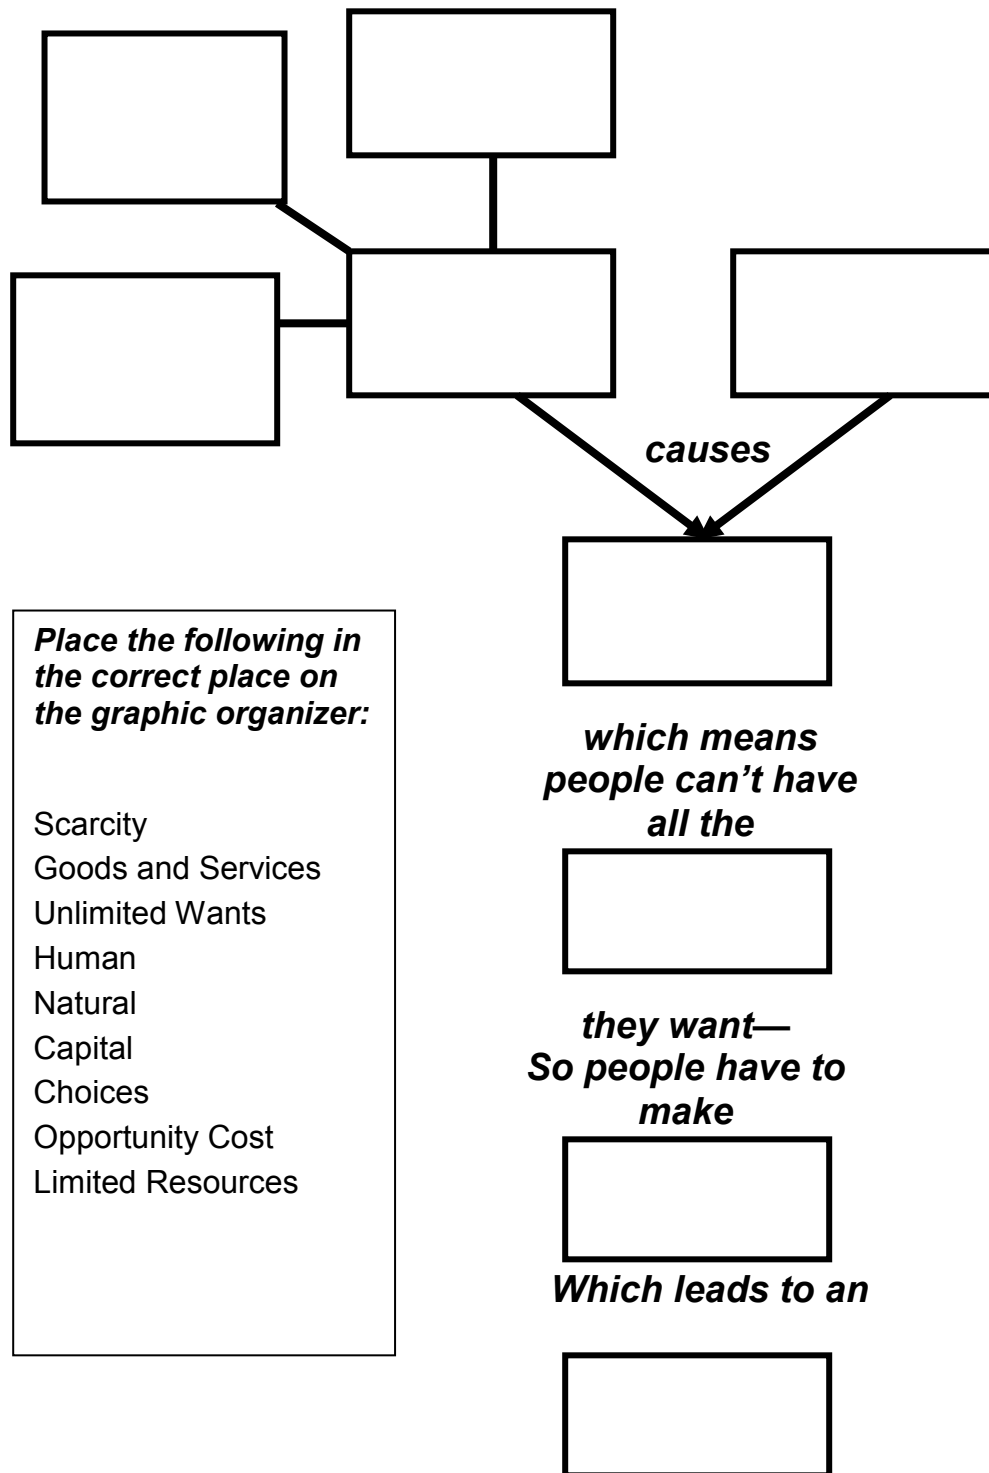 causes
Place the following in
the correct place on
the graphic organizer:
Scarcity
Goods and Services
Unlimited Wants
Human
Natural
Capital
Choices
Opportunity Cost
Limited Resources
which means
people can’t have
all the
they want—
So people have to
make
Which leads to an